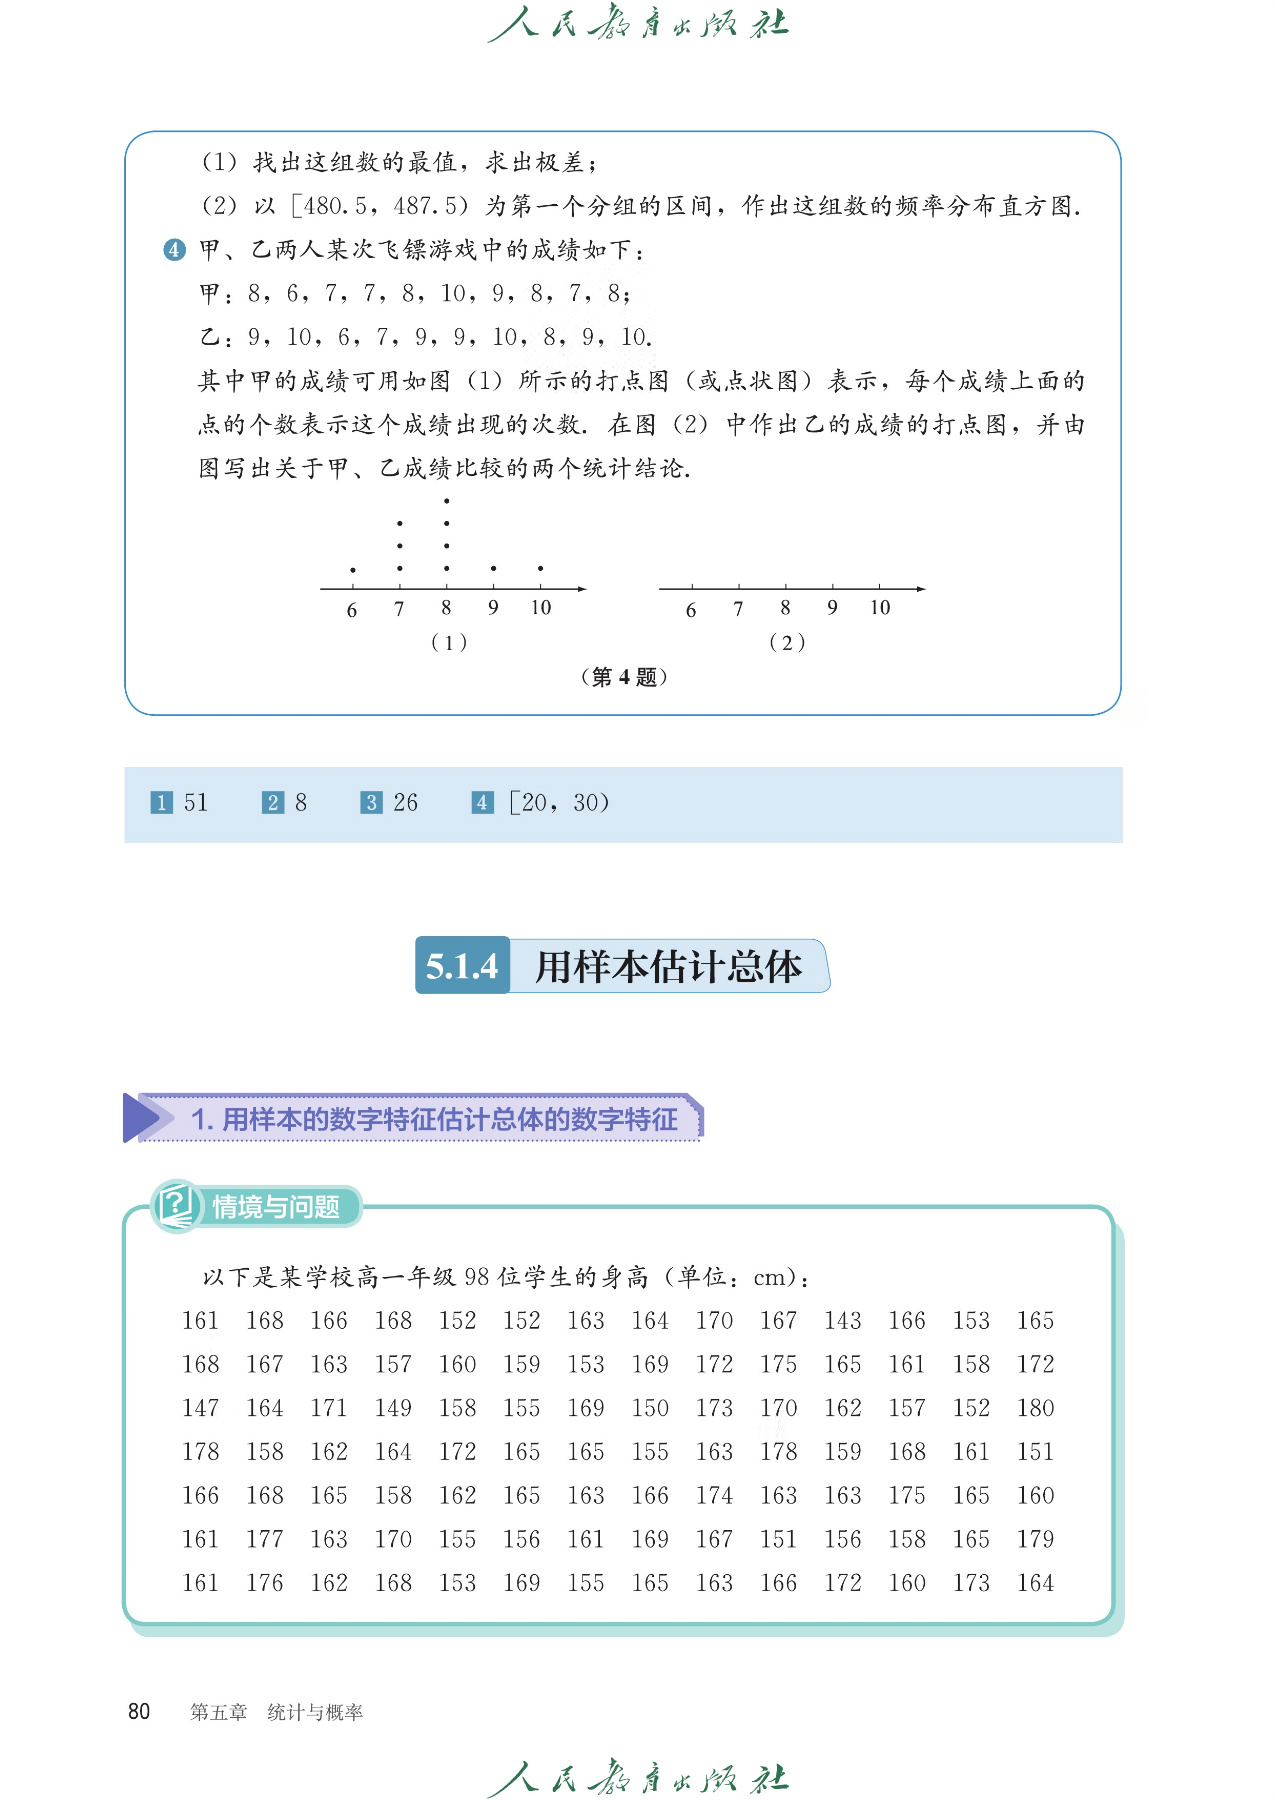 人民教育出版社
(1) 找出这组数的最值，求出极差；
(2) 以 [480.5，487.5) 为第一个分组的区间，作出这组数的频率分布直方图.
4 甲、乙两人某次飞镖游戏中的成绩如下：
甲：8，6，7，7，8，10，9，8，7，8；
乙：9，10，6，7，9，9，10，8，9，10.
其中甲的成绩可用如图（1）所示的打点图（或点状图）表示，每个成绩上面的
点的个数表示这个成绩出现的次数. 在图（2）中作出乙的成绩的打点图，并由
图写出关于甲、乙成绩比较的两个统计结论.
6 7 8 9 10
6 7 8 9 10
（1）
（2）
（第 4 题）
1 51 2 8 3 26 4 [20，30)
5.1.4 用样本估计总体
1. 用样本的数字特征估计总体的数字特征
? 情境与问题
以下是某学校高一年级 98 位学生的身高（单位：cm）：
161 168 166 168 152 152 163 164 170 167 143 166 153 165
168 167 163 157 160 159 153 169 172 175 165 161 158 172
147 164 171 149 158 155 169 150 173 170 162 157 152 180
178 158 162 164 172 165 165 155 163 178 159 168 161 151
166 168 165 158 162 165 163 166 174 163 163 175 165 160
161 177 163 170 155 156 161 169 167 151 156 158 165 179
161 176 162 168 153 169 155 165 163 166 172 160 173 164
80 第五章 统计与概率
人民教育出版社